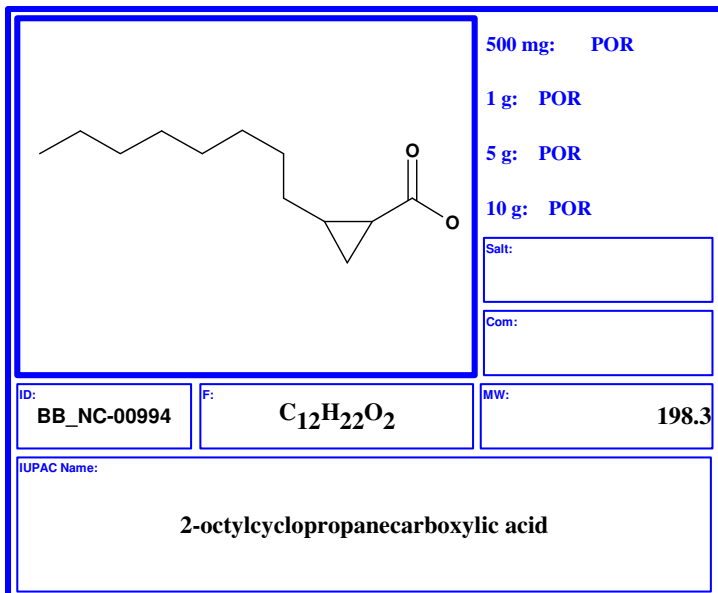 500 mg: POR
1 g: POR
5 g: POR
10 g: POR
O
O
Salt:
Com:
ID:
BB_NC-00994
F:
C12H22O2
MW:
198.3
IUPAC Name:
2-octylcyclopropanecarboxylic acid